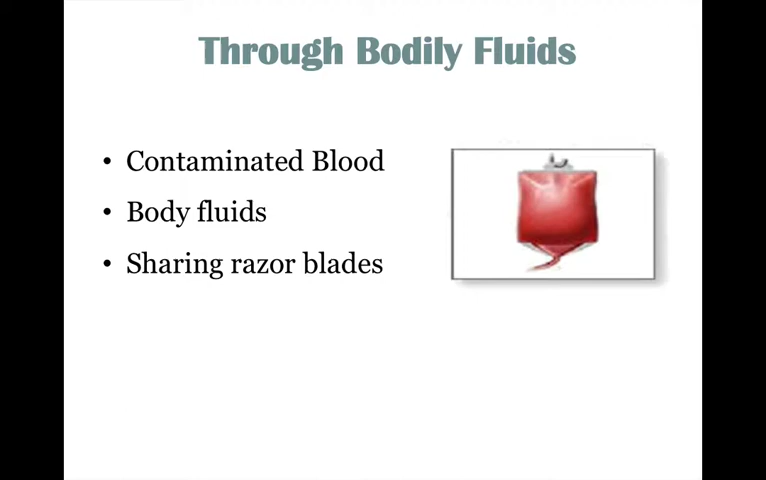 Through Bodily Fluids
• Contaminated Blood
• Body fluids
• Sharing razor blades